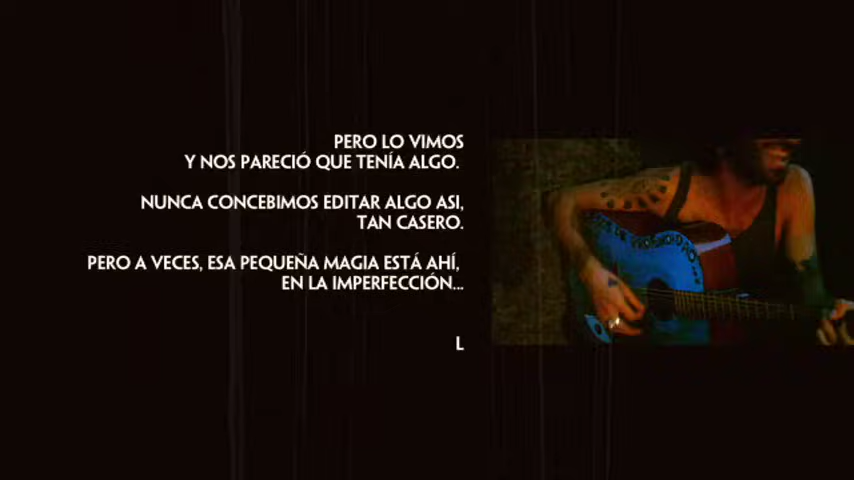 PERO LO VIMOS
Y NOS PARECIÓ QUE TENÍA ALGO.
NUNCA CONCEBIMOS EDITAR ALGO ASI,
TAN CASERO.
PERO A VECES, ESA PEQUEÑA MAGIA ESTÁ AHÍ,
EN LA IMPERFECCIÓN...
L